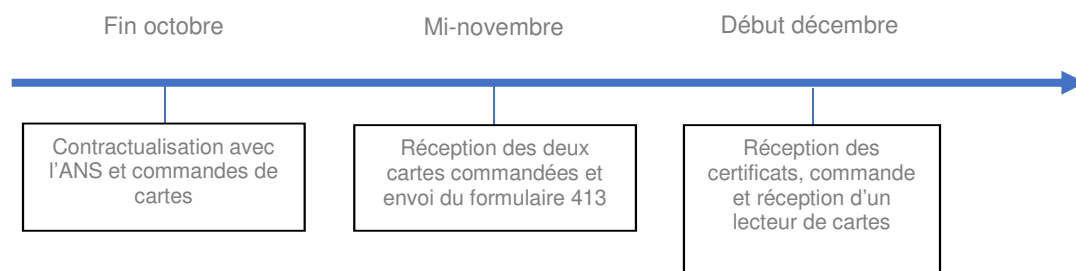 Fin octobre
Mi-novembre
Début décembre
Contractualisation avec
l'ANS et commandes de
cartes
Réception des deux
cartes commandées et
envoi du formulaire 413
Réception des
certificats, commande
et réception d'un
lecteur de cartes